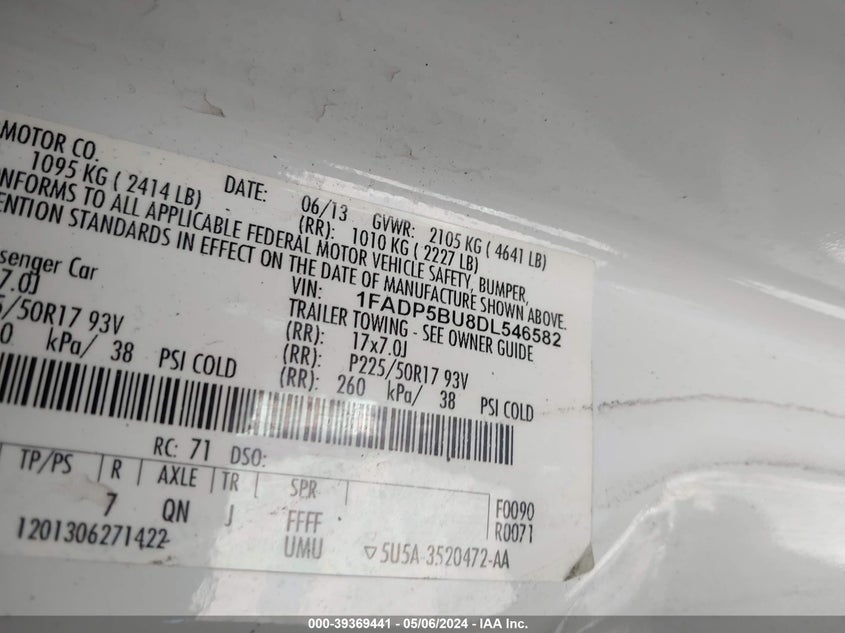 MOTOR CO.
DATE: 06/13 GVWR: 2105 KG ( 4641 LB)
1095 KG ( 2414 LB) (RR): 1010 KG ( 2227 LB)
NFORMS TO ALL APPLICABLE FEDERAL MOTOR VEHICLE SAFETY, BUMPER,
ENTION STANDARDS IN EFFECT ON THE DATE OF MANUFACTURE SHOWN ABOVE.
VIN: 1FADP5BU8DL546582
senger Car TRAILER TOWING - SEE OWNER GUIDE
7.0J (RR): 17x7.0J
5/50R17 93V (RR): P225/50R17 93V
0 kPa/ 38 PSI COLD (RR): 260 kPa/ 38 PSI COLD
RC: 71 DSO:
TP/PS R AXLE TR SPR
7 QN J FFFF F0090
1201306271422 UMU R0071
▽5U5A-3520472-AA
000-39369441 - 05/06/2024 - IAA Inc.